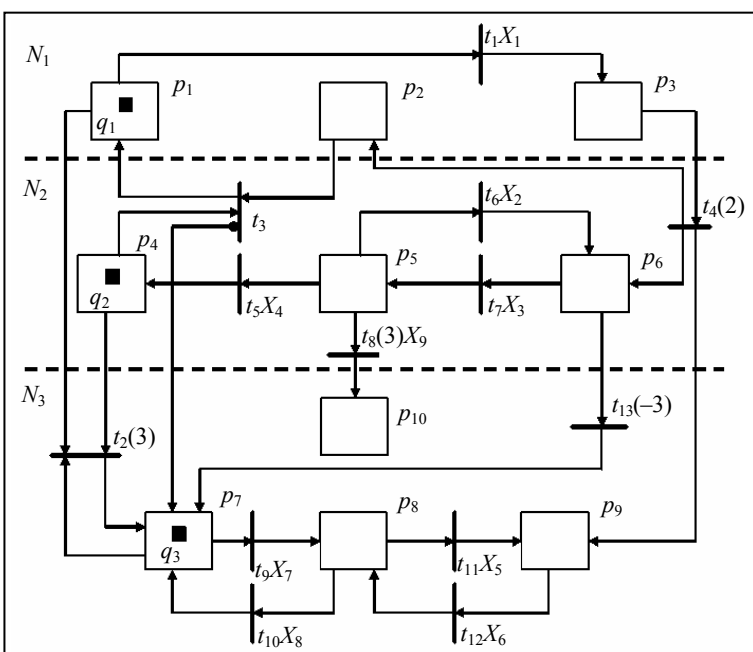 t₁X₁
N₁
p₁
p₂
p₃
q₁
N₂
t₆X₂
t₄(2)
t₃
p₄
p₅
p₆
q₂
t₅X₄
t₇X₃
t₈(3)X₉
N₃
p₁₀
t₁₃(–3)
t₂(3)
p₇
p₈
p₉
q₃
t₉X₇
t₁₁X₅
t₁₀X₈
t₁₂X₆